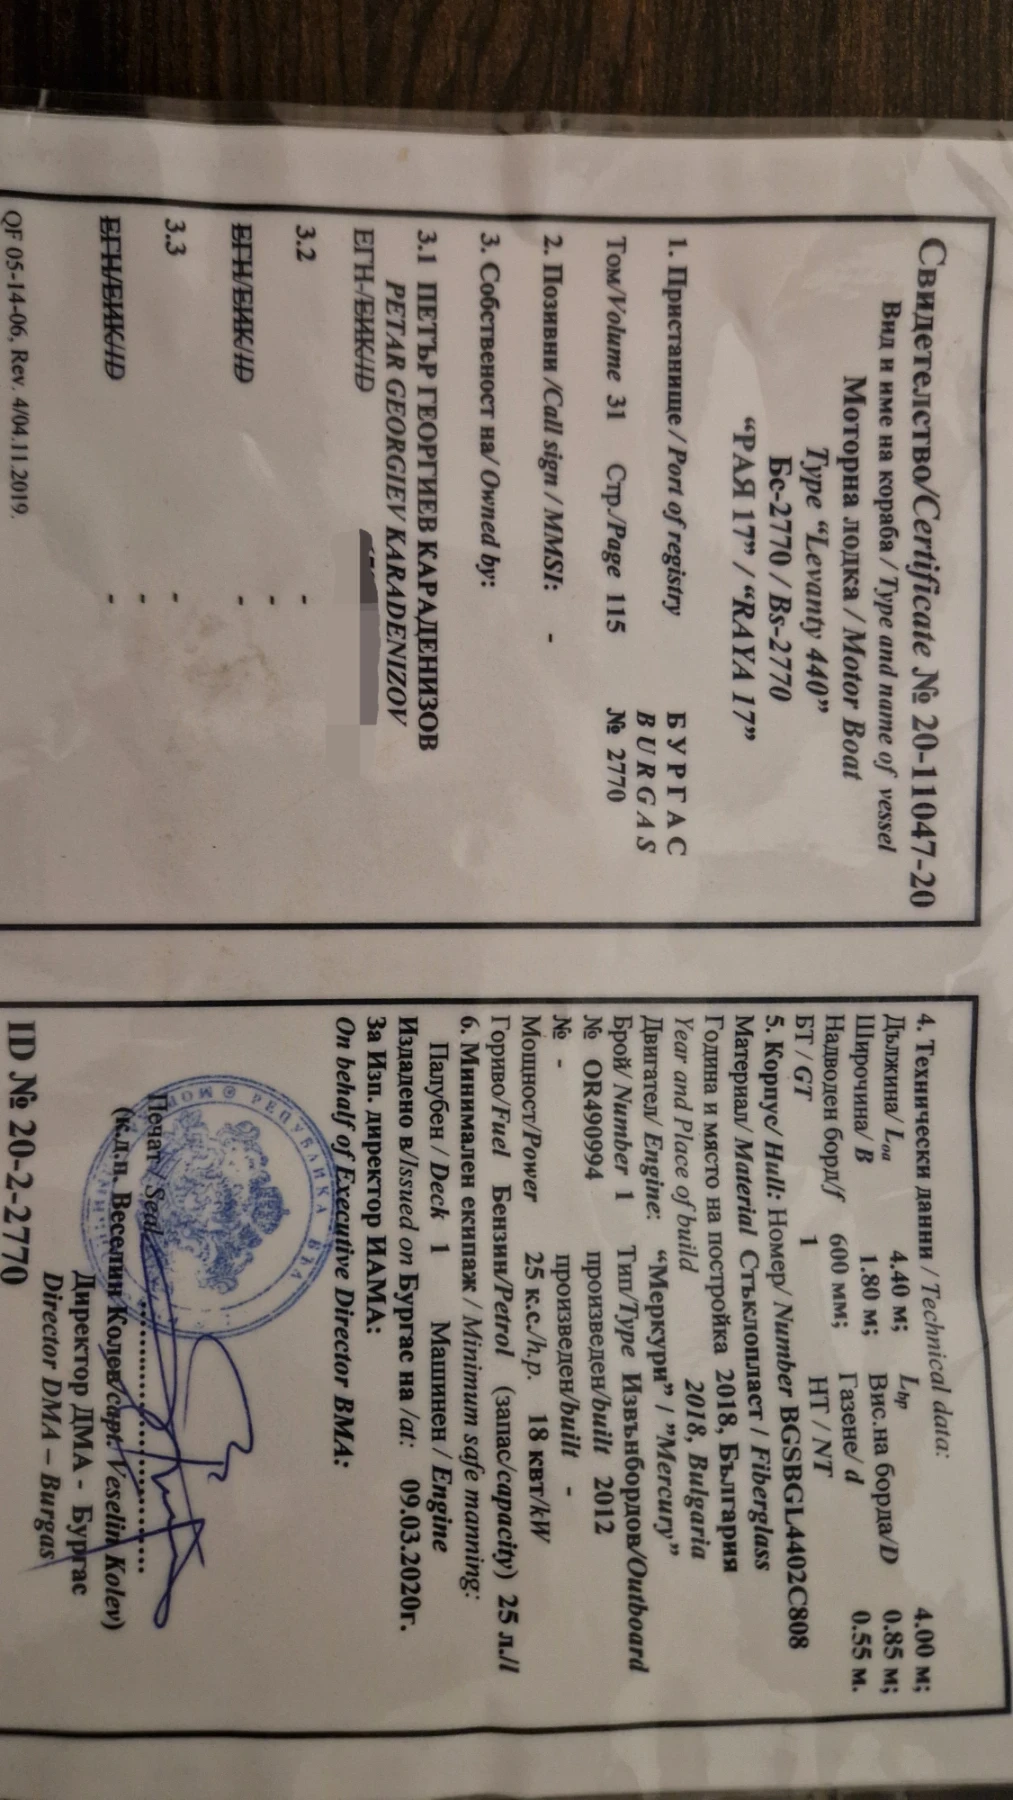 Свидетелство/Certificate № 20-11047-20
Вид и име на кораба / Type and name of vessel
Моторна лодка / Motor Boat
Type “Levanty 440”
Бс-2770 / Bs-2770
“РАЯ 17” / “RAYA 17”
1. Пристанище / Port of registry БУРГАС
BURGAS
Том/Volume 31 Стр./Page 115 № 2770
2. Позивни /Call sign / MMSI: -
3. Собственост на/ Owned by:
3.1 ПЕТЪР ГЕОРГИЕВ КАРАДЕНИЗОВ
PETAR GEORGIEV KARADENIZOV
ЕГН /ЕИК/ID
3.2 -
-
ЕГН/ЕИК/ID -
3.3 -
-
ЕГН/ЕИК/ID -
QF 05-14-06, Rev. 4/04.11.2019.
4. Технически данни / Technical data:
Дължина/ Loa 4.40 м; Lbp 4.00 м;
Широчина/ B 1.80 м; Вис.на борда/D 0.85 м;
Надводен борд/f 600 мм; Газене/ d 0.55 м.
БТ / GT 1 НТ / NT
5. Корпус/ Hull: Номер/ Number BGSBGL4402C808
Материал/ Material Стъклопласт / Fiberglass
Година и място на постройка 2018, България
Year and Place of build 2018, Bulgaria
Двигател/ Engine: “Меркури” / ”Mercury”
Брой/ Number 1 Тип/Type Извънбордов/Outboard
№ OR490994 произведен/built 2012
№ - произведен/built -
Мощност/Power 25 к.с./h.p. 18 квт/kW
Гориво/Fuel Бензин/Petrol (запас/capacity) 25 л./l
6. Минимален екипаж / Minimum safe manning:
Палубен / Deck 1 Машинен / Engine
Издадено в/Issued on Бургас на /at: 09.03.2020г.
За Изп. директор ИАМА:
On behalf of Executive Director BMA:
Печат / Seal
(к.д.п. Веселин Колев/capt. Veselin Kolev)
Директор ДМА - Бургас
Director DMA – Burgas
ID № 20-2-2770